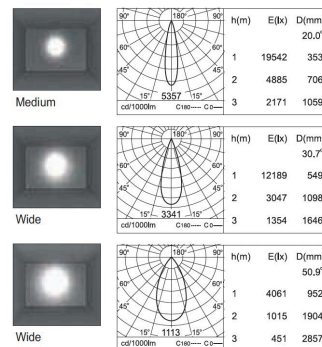 90° 180° 90°
60° 60°
45° 45°
15° 5357 15°
cd/1000lm C180----- C0—
h(m) E(lx) D(mm
20.0°
1 19542 353
2 4885 706
3 2171 1059
Medium
90° 180° 90°
60° 60°
45° 45°
15° 3341 15°
cd/1000lm C180----- C0—
h(m) E(lx) D(mm
30.7°
1 12189 549
2 3047 1098
3 1354 1646
Wide
90° 180° 90°
60° 60°
45° 45°
15° 1113 15°
cd/1000lm C180----- C0—
h(m) E(lx) D(mm
50.9°
1 4061 952
2 1015 1904
3 451 2857
Wide